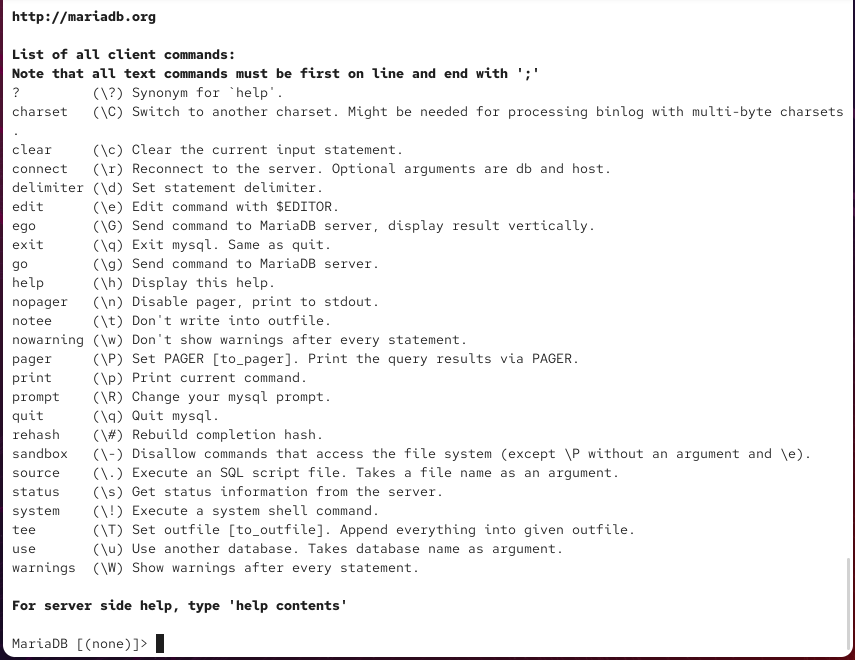 http://mariadb.org
List of all client commands:
Note that all text commands must be first on line and end with ';'
?         (\?) Synonym for `help'.
charset   (\C) Switch to another charset. Might be needed for processing binlog with multi-byte charsets
.
clear     (\c) Clear the current input statement.
connect   (\r) Reconnect to the server. Optional arguments are db and host.
delimiter (\d) Set statement delimiter.
edit      (\e) Edit command with $EDITOR.
ego       (\G) Send command to MariaDB server, display result vertically.
exit      (\q) Exit mysql. Same as quit.
go        (\g) Send command to MariaDB server.
help      (\h) Display this help.
nopager   (\n) Disable pager, print to stdout.
notee     (\t) Don't write into outfile.
nowarning (\w) Don't show warnings after every statement.
pager     (\P) Set PAGER [to_pager]. Print the query results via PAGER.
print     (\p) Print current command.
prompt    (\R) Change your mysql prompt.
quit      (\q) Quit mysql.
rehash    (\#) Rebuild completion hash.
sandbox   (\-) Disallow commands that access the file system (except \P without an argument and \e).
source    (\.) Execute an SQL script file. Takes a file name as an argument.
status    (\s) Get status information from the server.
system    (\!) Execute a system shell command.
tee       (\T) Set outfile [to_outfile]. Append everything into given outfile.
use       (\u) Use another database. Takes database name as argument.
warnings  (\W) Show warnings after every statement.
For server side help, type 'help contents'
MariaDB [(none)]>